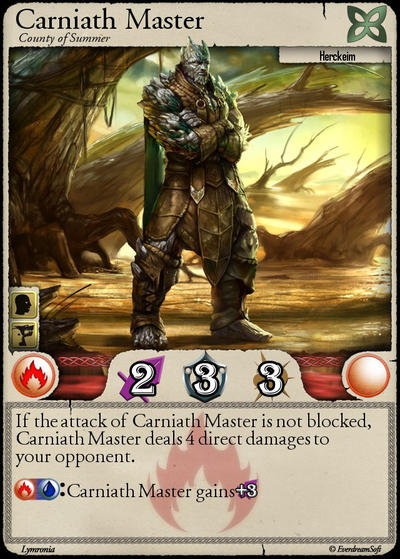 Carniath Master
County of Summer
Herckeim
2 3 3
If the attack of Carniath Master is not blocked,
Carniath Master deals 4 direct damages to
your opponent.
:Carniath Master gains+3
Lymronia
© EverdreamSoft